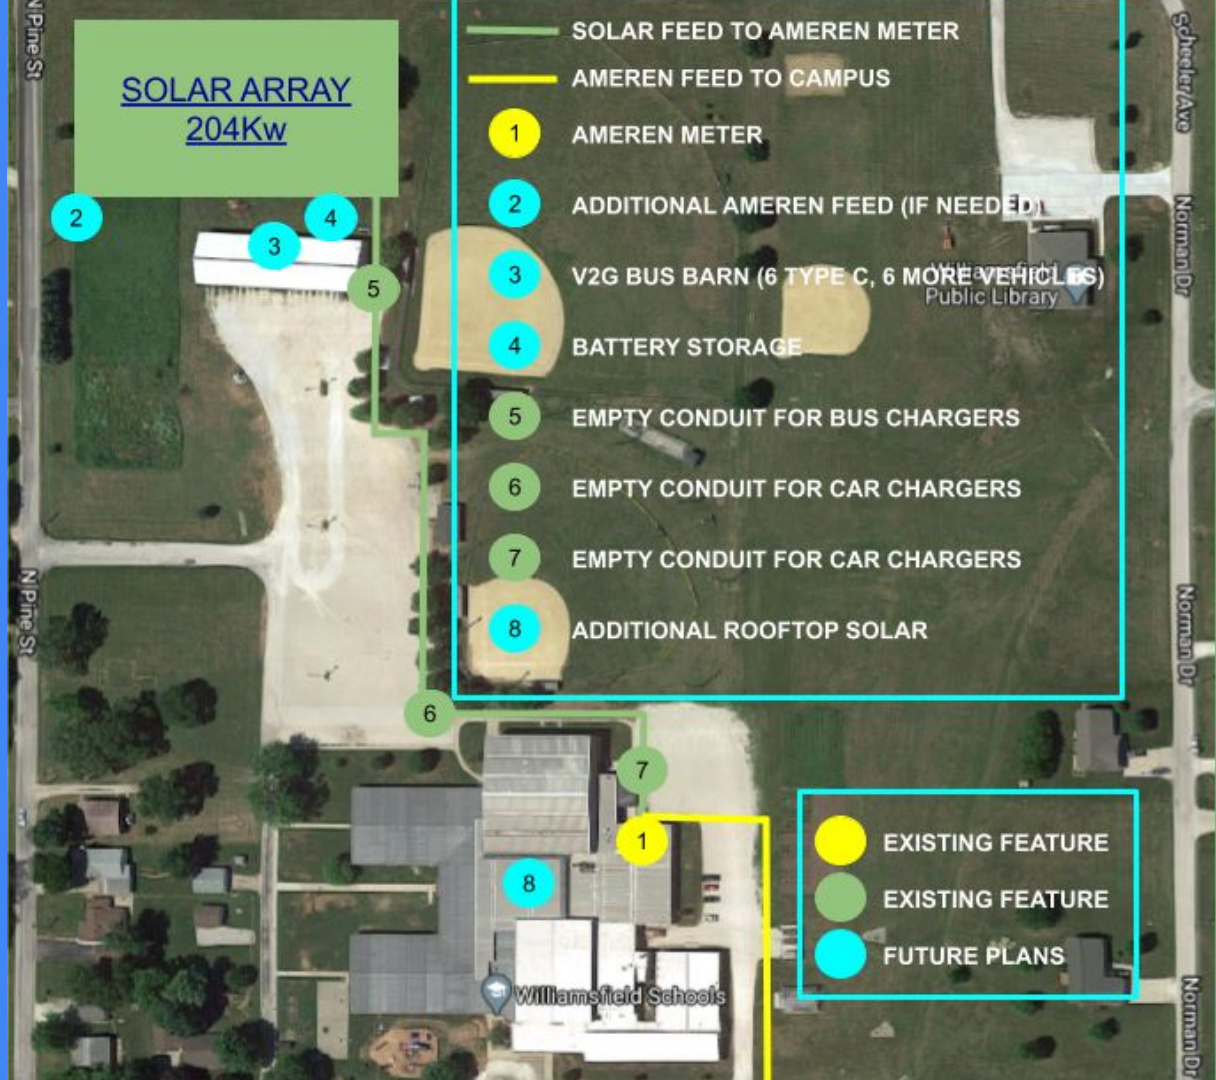 N Pine St
SOLAR ARRAY
204Kw
2
4
3
5
6
7
1
8
SOLAR FEED TO AMEREN METER
AMEREN FEED TO CAMPUS
1 AMEREN METER
2 ADDITIONAL AMEREN FEED (IF NEEDED)
3 V2G BUS BARN (6 TYPE C, 6 MORE VEHICLES)
4 BATTERY STORAGE
5 EMPTY CONDUIT FOR BUS CHARGERS
6 EMPTY CONDUIT FOR CAR CHARGERS
7 EMPTY CONDUIT FOR CAR CHARGERS
8 ADDITIONAL ROOFTOP SOLAR
Williamsfield
Public Library
Scheeler Ave
Norman Dr
N Pine St
Norman Dr
EXISTING FEATURE
EXISTING FEATURE
FUTURE PLANS
Williamsfield Schools
Norman Dr